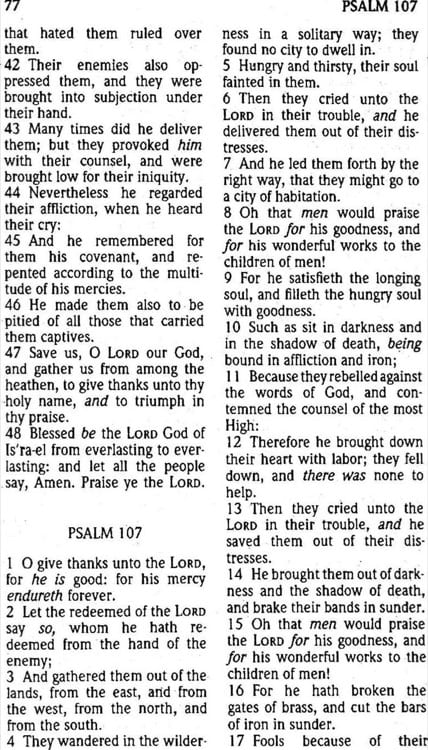 77
PSALM 107
that hated them ruled over
them.
42 Their enemies also op-
pressed them, and they were
brought into subjection under
their hand.
43 Many times did he deliver
them; but they provoked him
with their counsel, and were
brought low for their iniquity.
44 Nevertheless he regarded
their affliction, when he heard
their cry:
45 And he remembered for
them his covenant, and re-
pented according to the multi-
tude of his mercies.
46 He made them also to be
pitied of all those that carried
them captives.
47 Save us, O LORD our God,
and gather us from among the
heathen, to give thanks unto thy
holy name, and to triumph in
thy praise.
48 Blessed be the LORD God of
Is'ra-el from everlasting to ever-
lasting: and let all the people
say, Amen. Praise ye the LORD.
PSALM 107
1 O give thanks unto the LORD,
for he is good: for his mercy
endureth forever.
2 Let the redeemed of the LORD
say so, whom he hath re-
deemed from the hand of the
enemy;
3 And gathered them out of the
lands, from the east, and from
the west, from the north, and
from the south.
4 They wandered in the wilder-
ness in a solitary way; they
found no city to dwell in.
5 Hungry and thirsty, their soul
fainted in them.
6 Then they cried unto the
LORD in their trouble, and he
delivered them out of their dis-
tresses.
7 And he led them forth by the
right way, that they might go to
a city of habitation.
8 Oh that men would praise
the LORD for his goodness, and
for his wonderful works to the
children of men!
9 For he satisfieth the longing
soul, and filleth the hungry soul
with goodness.
10 Such as sit in darkness and
in the shadow of death, being
bound in affliction and iron;
11 Because they rebelled against
the words of God, and con-
temned the counsel of the most
High:
12 Therefore he brought down
their heart with labor; they fell
down, and there was none to
help.
13 Then they cried unto the
LORD in their trouble, and he
saved them out of their dis-
tresses.
14 He brought them out of dark-
ness and the shadow of death,
and brake their bands in sunder.
15 Oh that men would praise
the LORD for his goodness, and
for his wonderful works to the
children of men!
16 For he hath broken the
gates of brass, and cut the bars
of iron in sunder.
17 Fools because of their